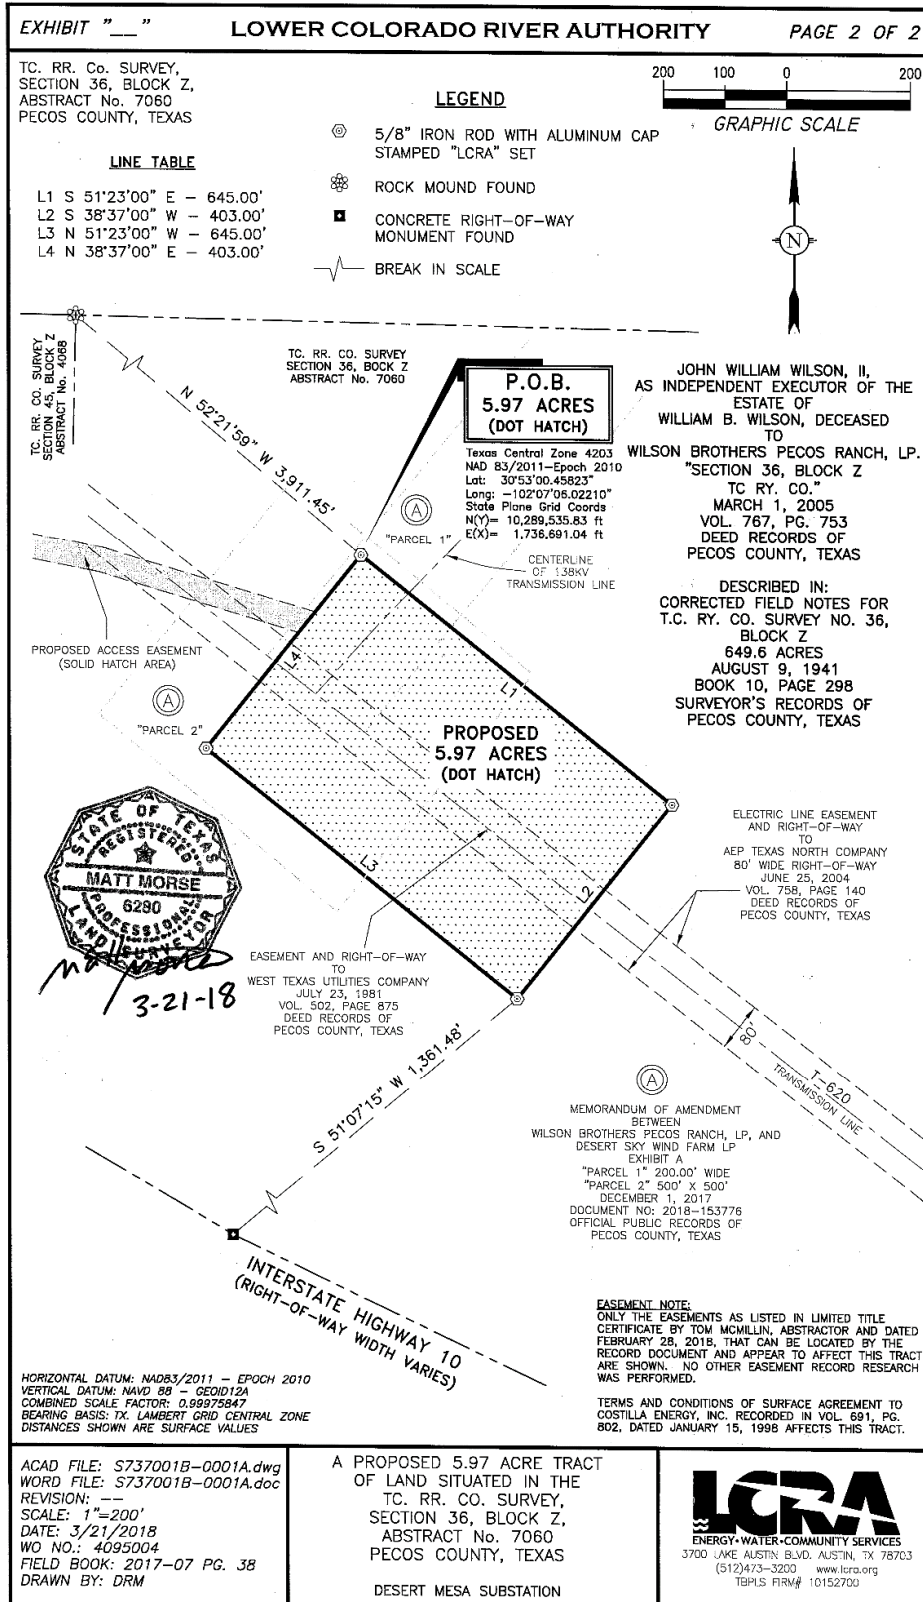 EXHIBIT "__"
LOWER COLORADO RIVER AUTHORITY
PAGE 2 OF 2
TC. RR. Co. SURVEY,
SECTION 36, BLOCK Z,
ABSTRACT No. 7060
PECOS COUNTY, TEXAS
LINE TABLE
L1 S 51°23'00" E – 645.00'
L2 S 38°37'00" W – 403.00'
L3 N 51°23'00" W – 645.00'
L4 N 38°37'00" E – 403.00'
LEGEND
5/8" IRON ROD WITH ALUMINUM CAP
STAMPED "LCRA" SET
ROCK MOUND FOUND
CONCRETE RIGHT-OF-WAY
MONUMENT FOUND
BREAK IN SCALE
200 100 0 200
GRAPHIC SCALE
N
TC. RR. CO. SURVEY
SECTION 45, BLOCK Z
ABSTRACT No. 4068
TC. RR. CO. SURVEY
SECTION 36, BOCK Z
ABSTRACT No. 7060
N 52°21'59" W 3,911.45'
P.O.B.
5.97 ACRES
(DOT HATCH)
Texas Central Zone 4203
NAD 83/2011-Epoch 2010
Lat: 30°53'00.45823"
Long: -102°07'06.02210"
State Plane Grid Coords
N(Y)= 10,289,535.83 ft
E(X)= 1,736,691.04 ft
JOHN WILLIAM WILSON, II,
AS INDEPENDENT EXECUTOR OF THE
ESTATE OF
WILLIAM B. WILSON, DECEASED
TO
WILSON BROTHERS PECOS RANCH, LP.
"SECTION 36, BLOCK Z
TC RY. CO."
MARCH 1, 2005
VOL. 767, PG. 753
DEED RECORDS OF
PECOS COUNTY, TEXAS
DESCRIBED IN:
CORRECTED FIELD NOTES FOR
T.C. RY. CO. SURVEY NO. 36,
BLOCK Z
649.6 ACRES
AUGUST 9, 1941
BOOK 10, PAGE 298
SURVEYOR'S RECORDS OF
PECOS COUNTY, TEXAS
A
"PARCEL 1"
CENTERLINE
OF 138KV
TRANSMISSION LINE
PROPOSED ACCESS EASEMENT
(SOLID HATCH AREA)
A
"PARCEL 2"
L4
L1
PROPOSED
5.97 ACRES
(DOT HATCH)
L3
L2
STATE OF TEXAS
REGISTERED
MATT MORSE
6280
PROFESSIONAL
LAND SURVEYOR
Matt Morse
3-21-18
ELECTRIC LINE EASEMENT
AND RIGHT-OF-WAY
TO
AEP TEXAS NORTH COMPANY
80' WIDE RIGHT-OF-WAY
JUNE 25, 2004
VOL. 758, PAGE 140
DEED RECORDS OF
PECOS COUNTY, TEXAS
EASEMENT AND RIGHT-OF-WAY
TO
WEST TEXAS UTILITIES COMPANY
JULY 23, 1981
VOL. 502, PAGE 875
DEED RECORDS OF
PECOS COUNTY, TEXAS
80'
T-620
TRANSMISSION LINE
S 51°07'15" W 1,361.48'
A
MEMORANDUM OF AMENDMENT
BETWEEN
WILSON BROTHERS PECOS RANCH, LP, AND
DESERT SKY WIND FARM LP
EXHIBIT A
"PARCEL 1" 200.00' WIDE
"PARCEL 2" 500' X 500'
DECEMBER 1, 2017
DOCUMENT NO: 2018-153776
OFFICIAL PUBLIC RECORDS OF
PECOS COUNTY, TEXAS
INTERSTATE HIGHWAY 10
(RIGHT-OF-WAY WIDTH VARIES)
EASEMENT NOTE:
ONLY THE EASEMENTS AS LISTED IN LIMITED TITLE
CERTIFICATE BY TOM MCMILLIN, ABSTRACTOR AND DATED
FEBRUARY 28, 2018, THAT CAN BE LOCATED BY THE
RECORD DOCUMENT AND APPEAR TO AFFECT THIS TRACT
ARE SHOWN. NO OTHER EASEMENT RECORD RESEARCH
WAS PERFORMED.
TERMS AND CONDITIONS OF SURFACE AGREEMENT TO
COSTILLA ENERGY, INC. RECORDED IN VOL. 691, PG.
802, DATED JANUARY 15, 1998 AFFECTS THIS TRACT.
HORIZONTAL DATUM: NAD83/2011 – EPOCH 2010
VERTICAL DATUM: NAVD 88 – GEOID12A
COMBINED SCALE FACTOR: 0.99975847
BEARING BASIS: TX. LAMBERT GRID CENTRAL ZONE
DISTANCES SHOWN ARE SURFACE VALUES
ACAD FILE: S737001B-0001A.dwg
WORD FILE: S737001B-0001A.doc
REVISION: --
SCALE: 1"=200'
DATE: 3/21/2018
WO NO.: 4095004
FIELD BOOK: 2017-07 PG. 38
DRAWN BY: DRM
A PROPOSED 5.97 ACRE TRACT
OF LAND SITUATED IN THE
TC. RR. CO. SURVEY,
SECTION 36, BLOCK Z,
ABSTRACT No. 7060
PECOS COUNTY, TEXAS
DESERT MESA SUBSTATION
LCRA
ENERGY•WATER•COMMUNITY SERVICES
3700 LAKE AUSTIN BLVD. AUSTIN, TX 78703
(512)473-3200 www.lcra.org
TBPLS FIRM# 10152700